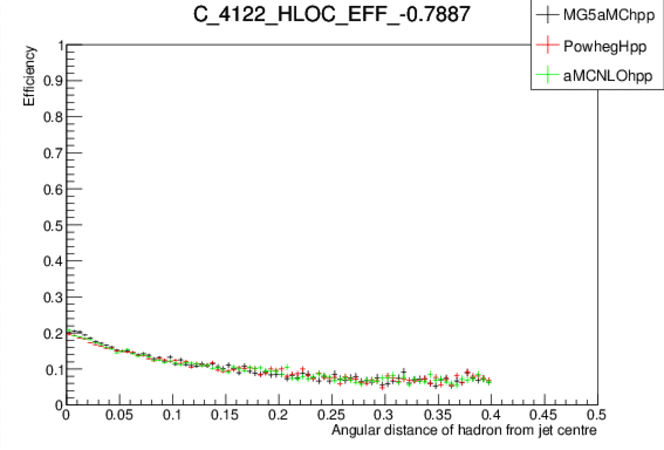 C_4122_HLOC_EFF_-0.7887
MG5aMChpp
PowhegHpp
aMCNLOhpp
Efficiency
1
0.9
0.8
0.7
0.6
0.5
0.4
0.3
0.2
0.1
0
0 0.05 0.1 0.15 0.2 0.25 0.3 0.35 0.4 0.45 0.5
Angular distance of hadron from jet centre